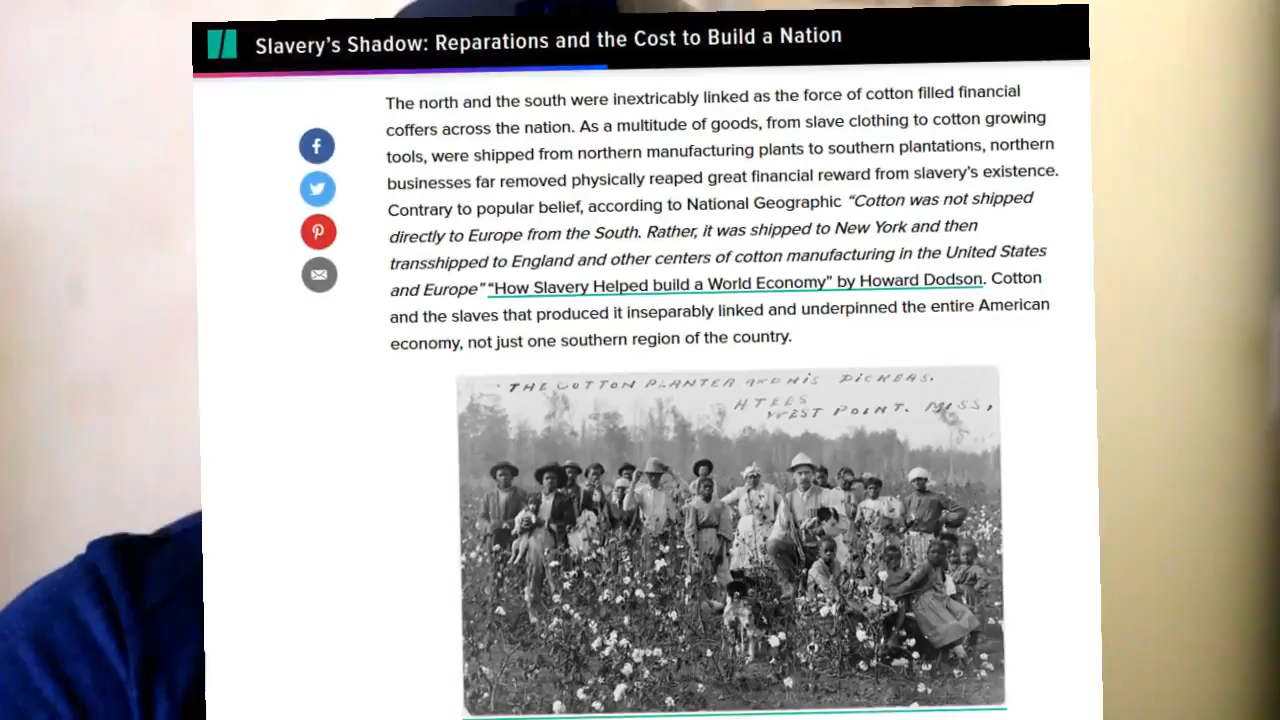 Slavery’s Shadow: Reparations and the Cost to Build a Nation
The north and the south were inextricably linked as the force of cotton filled financial
coffers across the nation. As a multitude of goods, from slave clothing to cotton growing
tools, were shipped from northern manufacturing plants to southern plantations, northern
businesses far removed physically reaped great financial reward from slavery’s existence.
Contrary to popular belief, according to National Geographic “Cotton was not shipped
directly to Europe from the South. Rather, it was shipped to New York and then
transshipped to England and other centers of cotton manufacturing in the United States
and Europe” “How Slavery Helped build a World Economy” by Howard Dodson. Cotton
and the slaves that produced it inseparably linked and underpinned the entire American
economy, not just one southern region of the country.
THE COTTON PLANTER AND HIS PICKERS.
WEST POINT. MISS,